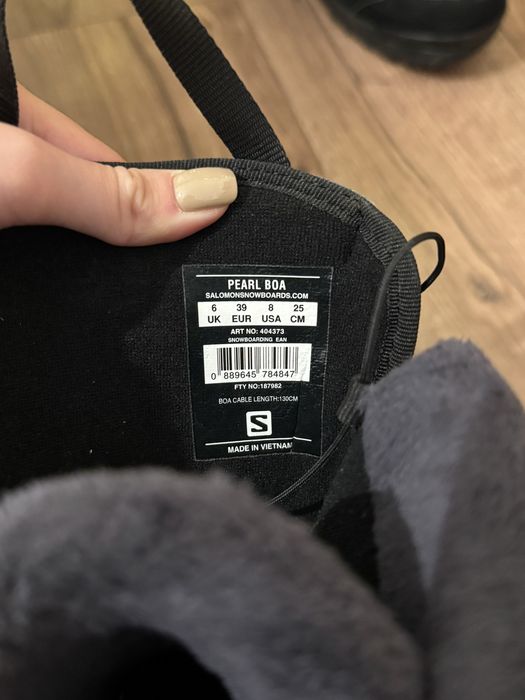 PEARL BOA
SALOMONSNOWBOARDS.COM
6 39 8 25
UK EUR USA CM
ART NO: 404373
SNOWBOARDING EAN
0 889645 784847
FTY NO:187982
BOA CABLE LENGTH:130CM
S
MADE IN VIETNAM